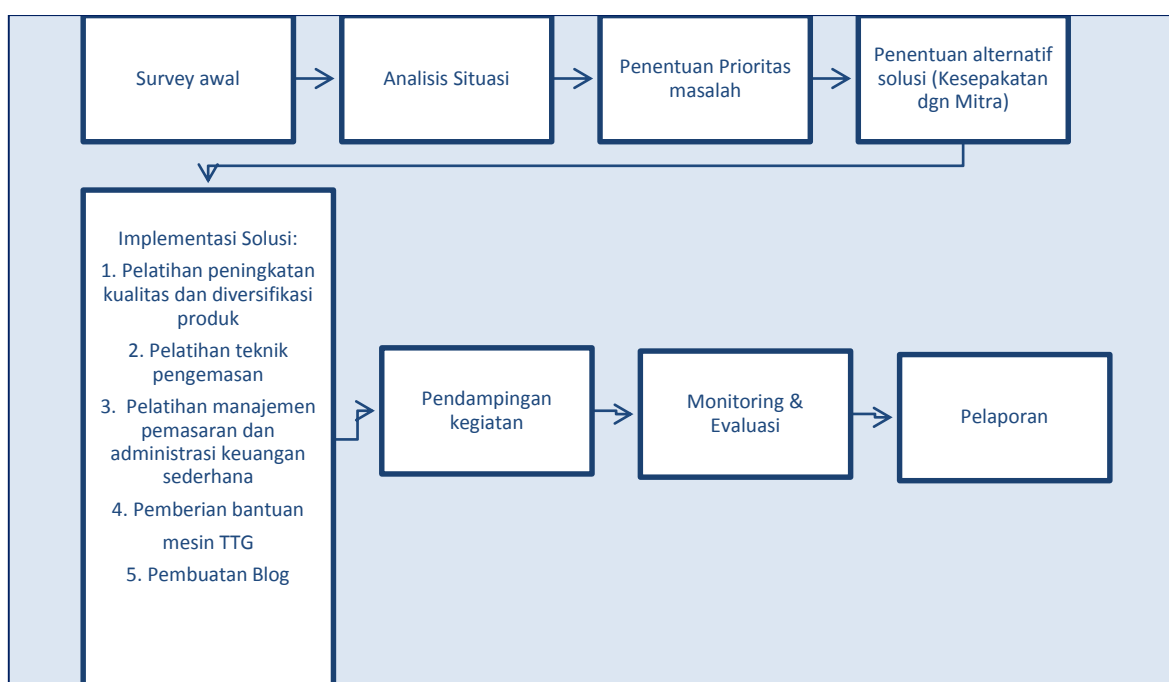 Survey awal
Analisis Situasi
Penentuan Prioritas
masalah
Penentuan alternatif
solusi (Kesepakatan
dgn Mitra)
Implementasi Solusi:
1. Pelatihan peningkatan
kualitas dan diversifikasi
produk
2. Pelatihan teknik
pengemasan
3. Pelatihan manajemen
pemasaran dan
administrasi keuangan
sederhana
4. Pemberian bantuan
mesin TTG
5. Pembuatan Blog
Pendampingan
kegiatan
Monitoring &
Evaluasi
Pelaporan